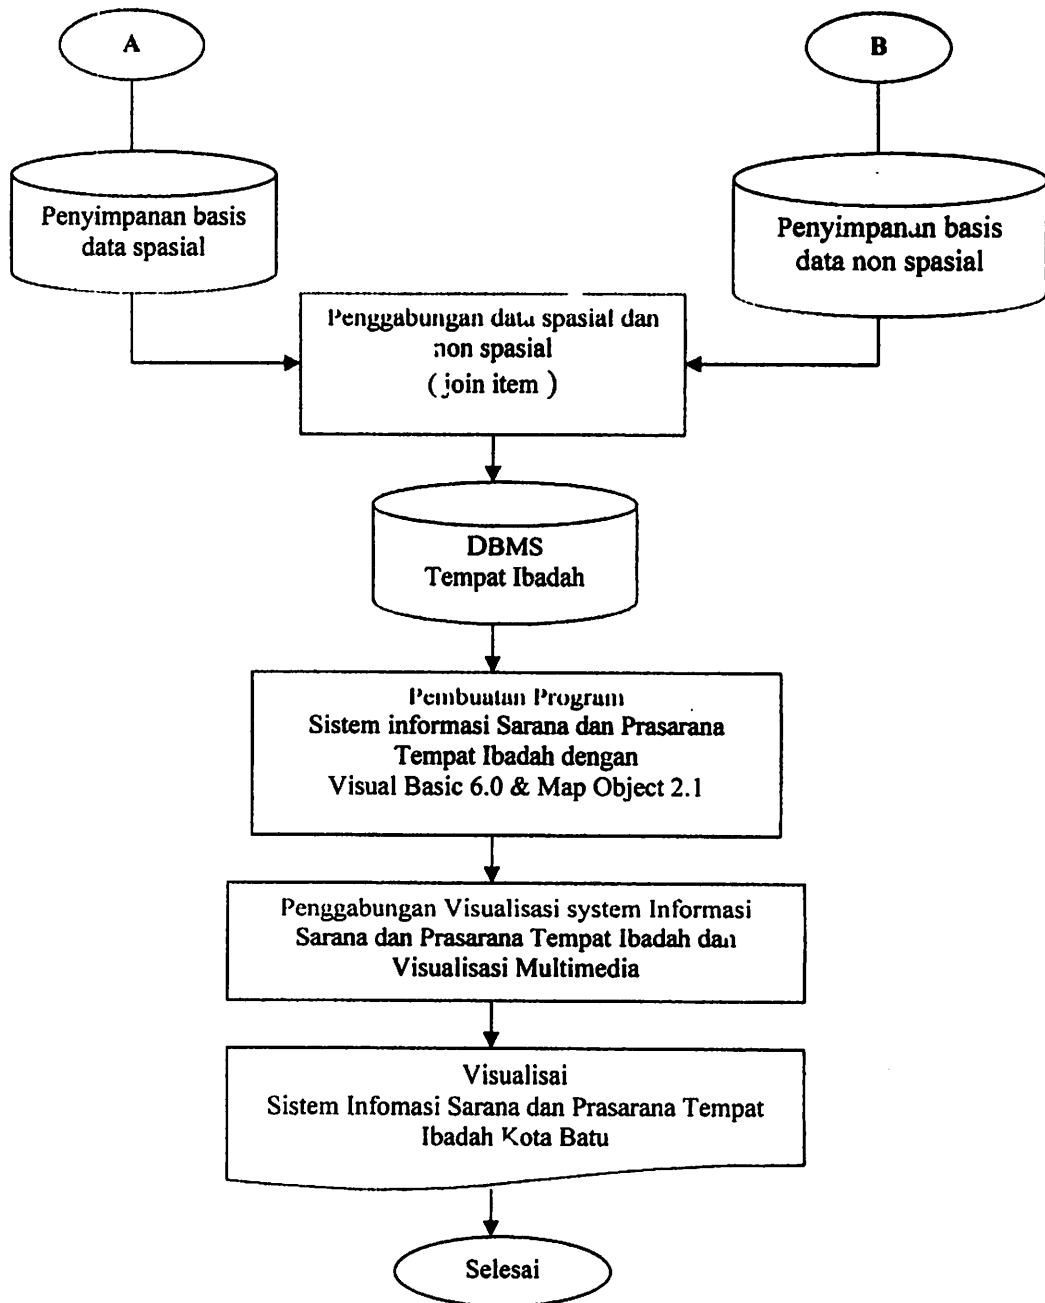 A
B
Penyimpanan basis
data spasial
Penyimpanan basis
data non spasial
Penggabungan data spasial dan
non spasial
( join item )
DBMS
Tempat Ibadah
Pembuatan Program
Sistem informasi Sarana dan Prasarana
Tempat Ibadah dengan
Visual Basic 6.0 & Map Object 2.1
Penggabungan Visualisasi system Informasi
Sarana dan Prasarana Tempat Ibadah dan
Visualisasi Multimedia
Visualisai
Sistem Infomasi Sarana dan Prasarana Tempat
Ibadah Kota Batu
Selesai